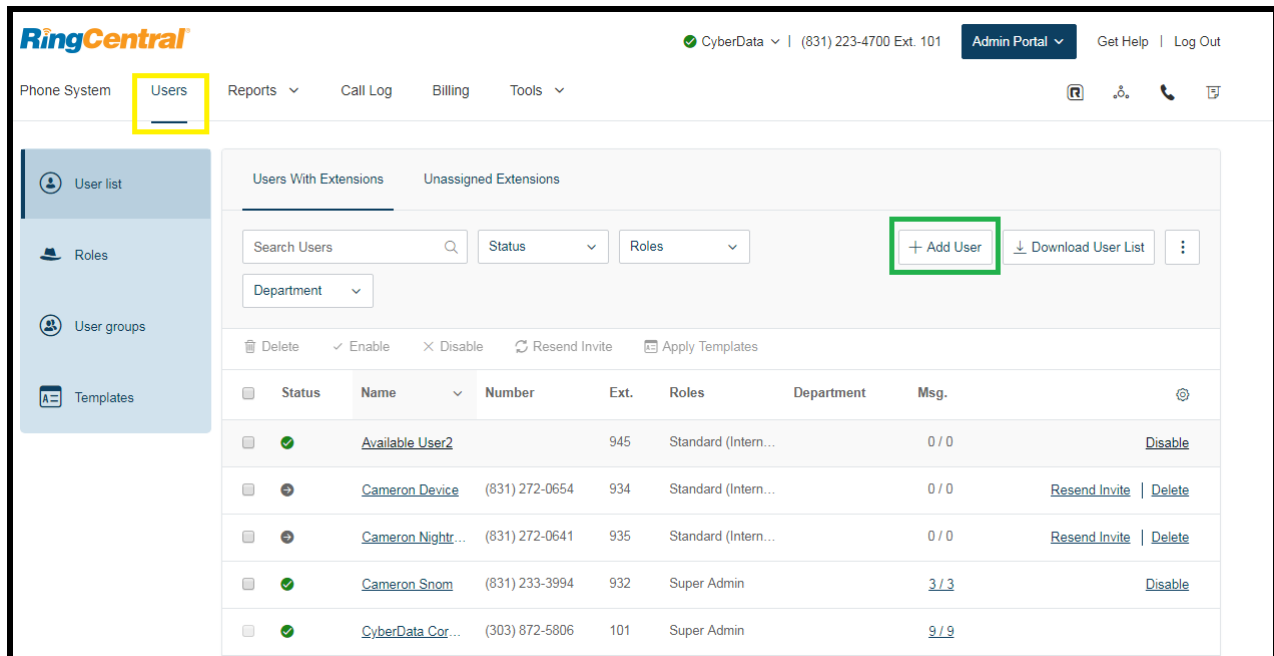 RingCentral
CyberData | (831) 223-4700 Ext. 101 Admin Portal Get Help | Log Out
Phone System Users Reports Call Log Billing Tools
User list
Roles
User groups
Templates
Users With Extensions Unassigned Extensions
Search Users Status Roles + Add User Download User List
Department
Delete Enable Disable Resend Invite Apply Templates
Status Name Number Ext. Roles Department Msg.
Available User2 945 Standard (Intern... 0 / 0 Disable
Cameron Device (831) 272-0654 934 Standard (Intern... 0 / 0 Resend Invite | Delete
Cameron Nightr... (831) 272-0641 935 Standard (Intern... 0 / 0 Resend Invite | Delete
Cameron Snom (831) 233-3994 932 Super Admin 3 / 3 Disable
CyberData Cor... (303) 872-5806 101 Super Admin 9 / 9